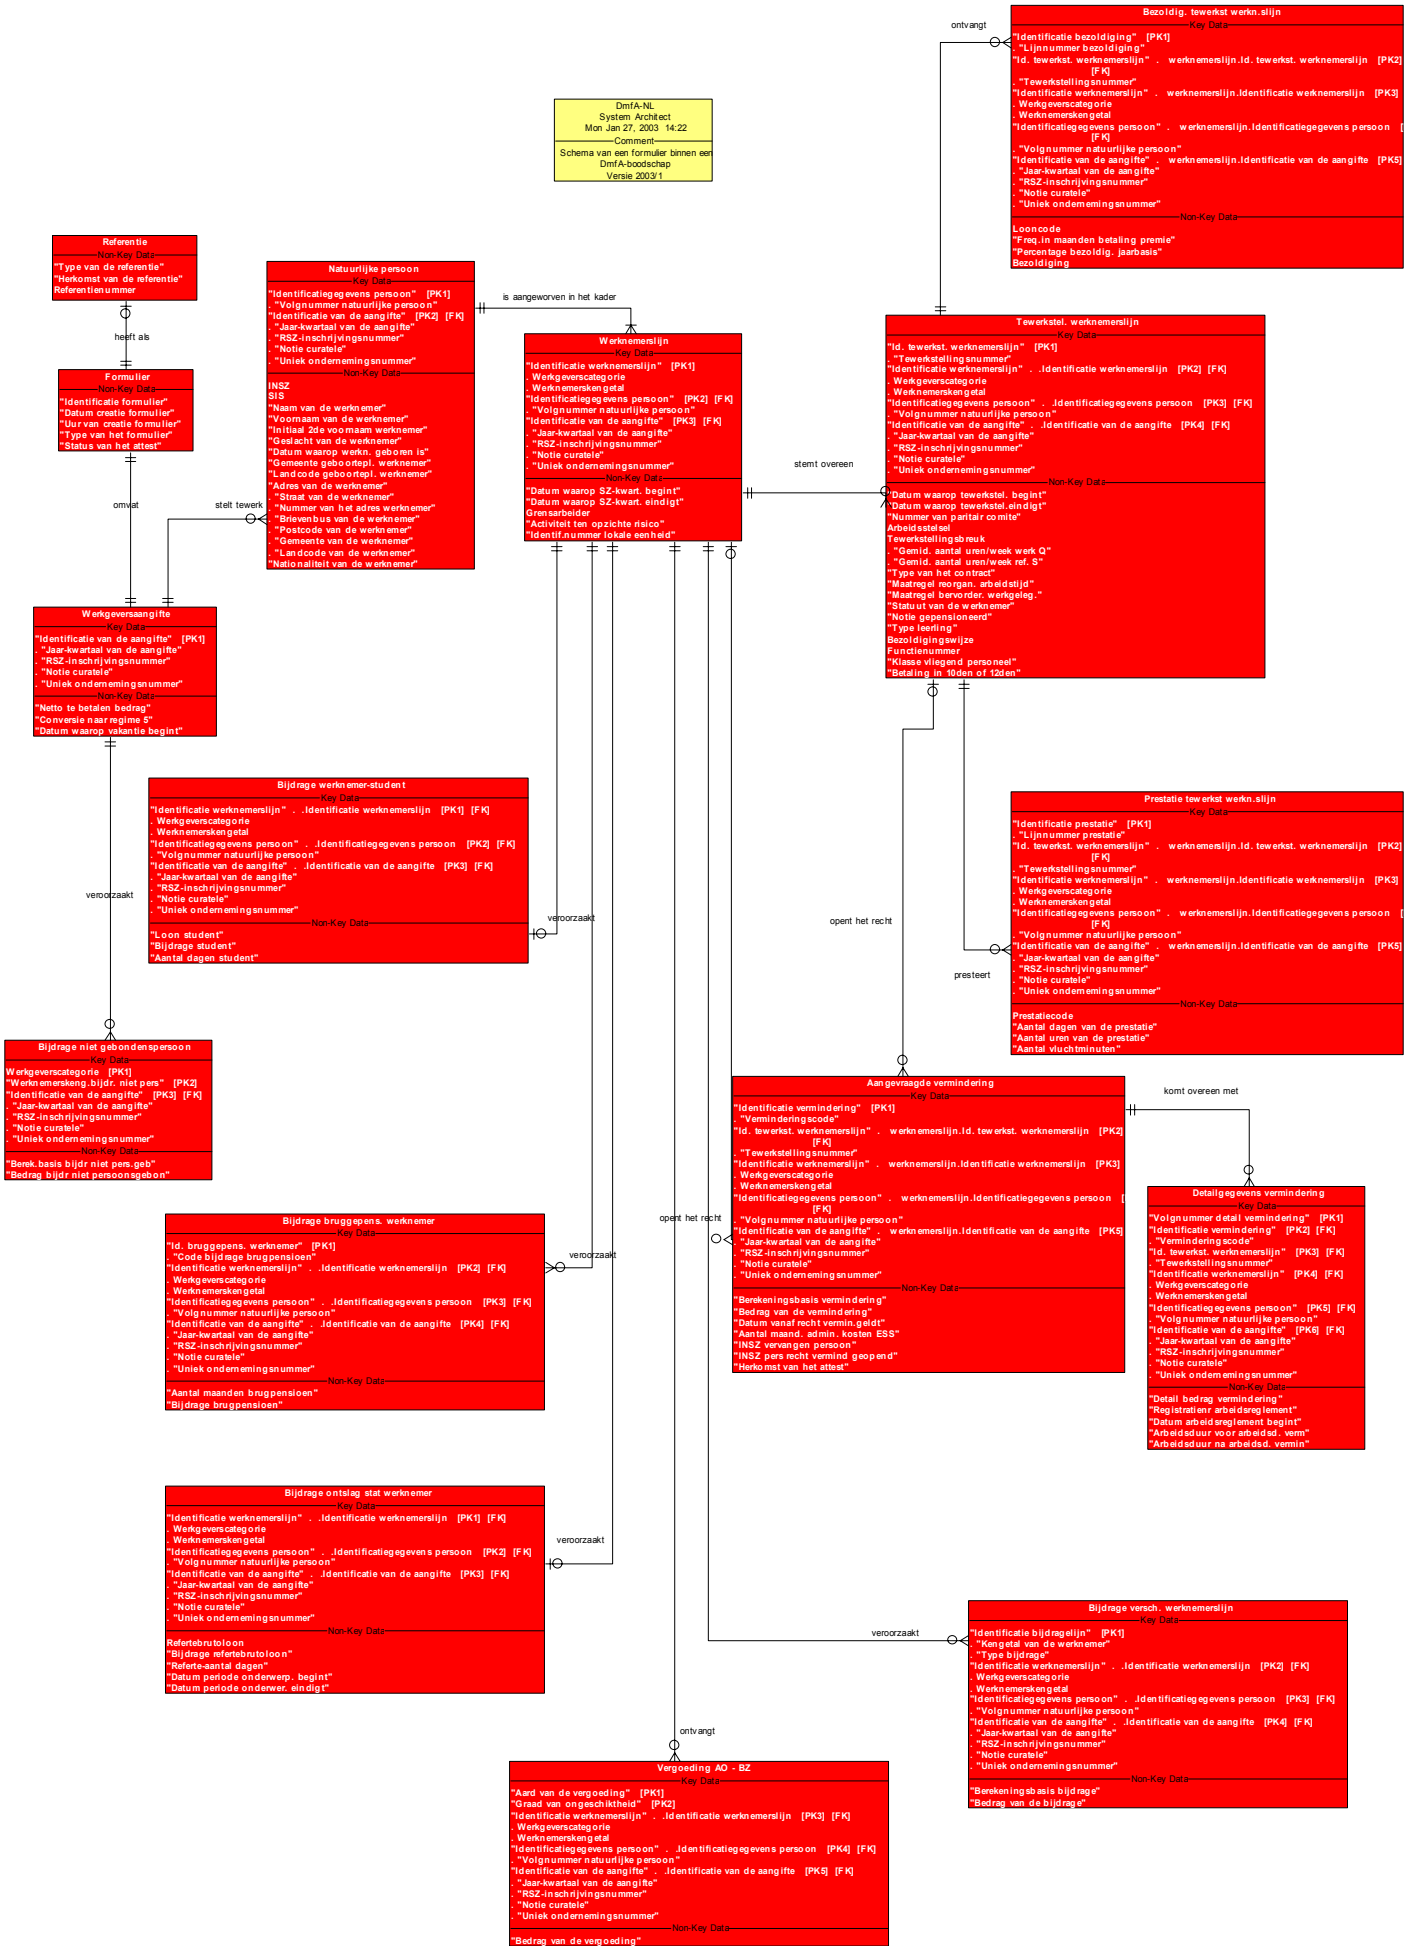 Bezoldig. tewerkst werkn.slijn
Key Data
"Identificatie bezoldiging" [PK1]
. "Lijnnummer bezoldiging"
"Id. tewerkst. werknemerslijn" . werknemerslijn.Id. tewerkst. werknemerslijn [PK2]
[FK]
. "Tewerkstellingsnummer"
"Identificatie werknemerslijn" . werknemerslijn.Identificatie werknemerslijn [PK3]
. Werkgeverscategorie
. Werknemerskengetal
"Identificatiegegevens persoon" . werknemerslijn.Identificatiegegevens persoon [
[FK]
. "Volgnummer natuurlijke persoon"
"Identificatie van de aangifte" . werknemerslijn.Identificatie van de aangifte [PK5]
. "Jaar-kwartaal van de aangifte"
. "RSZ-inschrijvingsnummer"
. "Notie curatele"
. "Uniek ondernemingsnummer"
Non-Key Data
Looncode
"Freq.in maanden betaling premie"
"Percentage bezoldig. jaarbasis"
Bezoldiging
ontvangt
DmfA-NL
System Architect
Mon Jan 27, 2003 14:22
Comment
Schema van een formulier binnen een
DmfA-boodschap
Versie 2003/1
Referentie
Non-Key Data
"Type van de referentie"
"Herkomst van de referentie"
Referentienummer
heeft als
Formulier
Non-Key Data
"Identificatie formulier"
"Datum creatie formulier"
"Uur van creatie formulier"
"Type van het formulier"
"Status van het attest"
omvat
stelt tewerk
Natuurlijke persoon
Key Data
"Identificatiegegevens persoon" [PK1]
. "Volgnummer natuurlijke persoon"
"Identificatie van de aangifte" [PK2] [FK]
. "Jaar-kwartaal van de aangifte"
. "RSZ-inschrijvingsnummer"
. "Notie curatele"
. "Uniek ondernemingsnummer"
Non-Key Data
INSZ
SIS
"Naam van de werknemer"
"Voornaam van de werknemer"
"Initiaal 2de voornaam werknemer"
"Geslacht van de werknemer"
"Datum waarop werkn. geboren is"
"Gemeente geboortepl. werknemer"
"Landcode geboortepl. werknemer"
"Adres van de werknemer"
. "Straat van de werknemer"
. "Nummer van het adres werknemer"
. "Brievenbus van de werknemer"
. "Postcode van de werknemer"
. "Gemeente van de werknemer"
. "Landcode van de werknemer"
"Nationaliteit van de werknemer"
is aangeworven in het kader
Werknemerslijn
Key Data
"Identificatie werknemerslijn" [PK1]
. Werkgeverscategorie
. Werknemerskengetal
"Identificatiegegevens persoon" [PK2] [FK]
. "Volgnummer natuurlijke persoon"
"Identificatie van de aangifte" [PK3] [FK]
. "Jaar-kwartaal van de aangifte"
. "RSZ-inschrijvingsnummer"
. "Notie curatele"
. "Uniek ondernemingsnummer"
Non-Key Data
"Datum waarop SZ-kwart. begint"
"Datum waarop SZ-kwart. eindigt"
Grensarbeider
"Activiteit ten opzichte risico"
"Identif.nummer lokale eenheid"
stemt overeen
Tewerkstel. werknemerslijn
Key Data
"Id. tewerkst. werknemerslijn" [PK1]
. "Tewerkstellingsnummer"
"Identificatie werknemerslijn" . .Identificatie werknemerslijn [PK2] [FK]
. Werkgeverscategorie
. Werknemerskengetal
"Identificatiegegevens persoon" . .Identificatiegegevens persoon [PK3] [FK]
. "Volgnummer natuurlijke persoon"
"Identificatie van de aangifte" . .Identificatie van de aangifte [PK4] [FK]
. "Jaar-kwartaal van de aangifte"
. "RSZ-inschrijvingsnummer"
. "Notie curatele"
. "Uniek ondernemingsnummer"
Non-Key Data
"Datum waarop tewerkstel. begint"
"Datum waarop tewerkstel.eindigt"
"Nummer van paritair comite"
Arbeidsstelsel
Tewerkstellingsbreuk
. "Gemid. aantal uren/week werk Q"
. "Gemid. aantal uren/week ref. S"
"Type van het contract"
"Maatregel reorgan. arbeidstijd"
"Maatregel bevorder. werkgeleg."
"Statuut van de werknemer"
"Notie gepensioneerd"
"Type leerling"
Bezoldigingswijze
Functienummer
"Klasse vliegend personeel"
"Betaling in 10den of 12den"
Werkgeversaangifte
Key Data
"Identificatie van de aangifte" [PK1]
. "Jaar-kwartaal van de aangifte"
. "RSZ-inschrijvingsnummer"
. "Notie curatele"
. "Uniek ondernemingsnummer"
Non-Key Data
"Netto te betalen bedrag"
"Conversie naar regime 5"
"Datum waarop vakantie begint"
veroorzaakt
Bijdrage werknemer-student
Key Data
"Identificatie werknemerslijn" . .Identificatie werknemerslijn [PK1] [FK]
. Werkgeverscategorie
. Werknemerskengetal
"Identificatiegegevens persoon" . .Identificatiegegevens persoon [PK2] [FK]
. "Volgnummer natuurlijke persoon"
"Identificatie van de aangifte" . .Identificatie van de aangifte [PK3] [FK]
. "Jaar-kwartaal van de aangifte"
. "RSZ-inschrijvingsnummer"
. "Notie curatele"
. "Uniek ondernemingsnummer"
Non-Key Data
"Loon student"
"Bijdrage student"
"Aantal dagen student"
veroorzaakt
opent het recht
presteert
Prestatie tewerkst werkn.slijn
Key Data
"Identificatie prestatie" [PK1]
. "Lijnnummer prestatie"
"Id. tewerkst. werknemerslijn" . werknemerslijn.Id. tewerkst. werknemerslijn [PK2]
[FK]
. "Tewerkstellingsnummer"
"Identificatie werknemerslijn" . werknemerslijn.Identificatie werknemerslijn [PK3]
. Werkgeverscategorie
. Werknemerskengetal
"Identificatiegegevens persoon" . werknemerslijn.Identificatiegegevens persoon [
[FK]
. "Volgnummer natuurlijke persoon"
"Identificatie van de aangifte" . werknemerslijn.Identificatie van de aangifte [PK5]
. "Jaar-kwartaal van de aangifte"
. "RSZ-inschrijvingsnummer"
. "Notie curatele"
. "Uniek ondernemingsnummer"
Non-Key Data
Prestatiecode
"Aantal dagen van de prestatie"
"Aantal uren van de prestatie"
"Aantal vluchtminuten"
Bijdrage niet gebondenspersoon
Key Data
Werkgeverscategorie [PK1]
"Werknemerskeng.bijdr. niet pers" [PK2]
"Identificatie van de aangifte" [PK3] [FK]
. "Jaar-kwartaal van de aangifte"
. "RSZ-inschrijvingsnummer"
. "Notie curatele"
. "Uniek ondernemingsnummer"
Non-Key Data
"Berek.basis bijdr niet pers.geb"
"Bedrag bijdr niet persoonsgebon"
Aangevraagde vermindering
Key Data
"Identificatie vermindering" [PK1]
. "Verminderingscode"
"Id. tewerkst. werknemerslijn" . werknemerslijn.Id. tewerkst. werknemerslijn [PK2]
[FK]
. "Tewerkstellingsnummer"
"Identificatie werknemerslijn" . werknemerslijn.Identificatie werknemerslijn [PK3]
. Werkgeverscategorie
. Werknemerskengetal
"Identificatiegegevens persoon" . werknemerslijn.Identificatiegegevens persoon [
[FK]
. "Volgnummer natuurlijke persoon"
"Identificatie van de aangifte" . werknemerslijn.Identificatie van de aangifte [PK5]
. "Jaar-kwartaal van de aangifte"
. "RSZ-inschrijvingsnummer"
. "Notie curatele"
. "Uniek ondernemingsnummer"
Non-Key Data
"Berekeningsbasis vermindering"
"Bedrag van de vermindering"
"Datum vanaf recht vermin.geldt"
"Aantal maand. admin. kosten ESS"
"INSZ vervangen persoon"
"INSZ pers recht vermind geopend"
"Herkomst van het attest"
opent het recht
komt overeen met
Detailgegevens vermindering
Key Data
"Volgnummer detail vermindering" [PK1]
"Identificatie vermindering" [PK2] [FK]
. "Verminderingscode"
"Id. tewerkst. werknemerslijn" [PK3] [FK]
. "Tewerkstellingsnummer"
"Identificatie werknemerslijn" [PK4] [FK]
. Werkgeverscategorie
. Werknemerskengetal
"Identificatiegegevens persoon" [PK5] [FK]
. "Volgnummer natuurlijke persoon"
"Identificatie van de aangifte" [PK6] [FK]
. "Jaar-kwartaal van de aangifte"
. "RSZ-inschrijvingsnummer"
. "Notie curatele"
. "Uniek ondernemingsnummer"
Non-Key Data
"Detail bedrag vermindering"
"Registratienr arbeidsreglement"
"Datum arbeidsreglement begint"
"Arbeidsduur voor arbeidsd. verm"
"Arbeidsduur na arbeidsd. vermin"
Bijdrage bruggepens. werknemer
Key Data
"Id. bruggepens. werknemer" [PK1]
. "Code bijdrage brugpensioen"
"Identificatie werknemerslijn" . .Identificatie werknemerslijn [PK2] [FK]
. Werkgeverscategorie
. Werknemerskengetal
"Identificatiegegevens persoon" . .Identificatiegegevens persoon [PK3] [FK]
. "Volgnummer natuurlijke persoon"
"Identificatie van de aangifte" . .Identificatie van de aangifte [PK4] [FK]
. "Jaar-kwartaal van de aangifte"
. "RSZ-inschrijvingsnummer"
. "Notie curatele"
. "Uniek ondernemingsnummer"
Non-Key Data
"Aantal maanden brugpensioen"
"Bijdrage brugpensioen"
veroorzaakt
Bijdrage ontslag stat werknemer
Key Data
"Identificatie werknemerslijn" . .Identificatie werknemerslijn [PK1] [FK]
. Werkgeverscategorie
. Werknemerskengetal
"Identificatiegegevens persoon" . .Identificatiegegevens persoon [PK2] [FK]
. "Volgnummer natuurlijke persoon"
"Identificatie van de aangifte" . .Identificatie van de aangifte [PK3] [FK]
. "Jaar-kwartaal van de aangifte"
. "RSZ-inschrijvingsnummer"
. "Notie curatele"
. "Uniek ondernemingsnummer"
Non-Key Data
Refertebrutoloon
"Bijdrage refertebrutoloon"
"Referte-aantal dagen"
"Datum periode onderwerp. begint"
"Datum periode onderwer. eindigt"
veroorzaakt
veroorzaakt
Bijdrage versch. werknemerslijn
Key Data
"Identificatie bijdragelijn" [PK1]
. "Kengetal van de werknemer"
. "Type bijdrage"
"Identificatie werknemerslijn" . .Identificatie werknemerslijn [PK2] [FK]
. Werkgeverscategorie
. Werknemerskengetal
"Identificatiegegevens persoon" . .Identificatiegegevens persoon [PK3] [FK]
. "Volgnummer natuurlijke persoon"
"Identificatie van de aangifte" . .Identificatie van de aangifte [PK4] [FK]
. "Jaar-kwartaal van de aangifte"
. "RSZ-inschrijvingsnummer"
. "Notie curatele"
. "Uniek ondernemingsnummer"
Non-Key Data
"Berekeningsbasis bijdrage"
"Bedrag van de bijdrage"
ontvangt
Vergoeding AO - BZ
Key Data
"Aard van de vergoeding" [PK1]
"Graad van ongeschiktheid" [PK2]
"Identificatie werknemerslijn" . .Identificatie werknemerslijn [PK3] [FK]
. Werkgeverscategorie
. Werknemerskengetal
"Identificatiegegevens persoon" . .Identificatiegegevens persoon [PK4] [FK]
. "Volgnummer natuurlijke persoon"
"Identificatie van de aangifte" . .Identificatie van de aangifte [PK5] [FK]
. "Jaar-kwartaal van de aangifte"
. "RSZ-inschrijvingsnummer"
. "Notie curatele"
. "Uniek ondernemingsnummer"
Non-Key Data
"Bedrag van de vergoeding"